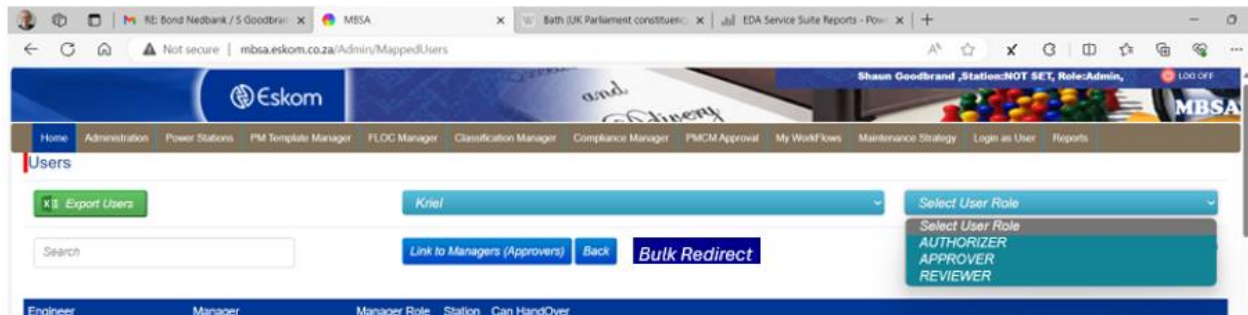 RE: Bond Nedbank / S Goodbran
MBSA
Bath (UK Parliament constituency
EDA Service Suite Reports - Pow
Not secure | mbsa.eskom.co.za/Admin/MappedUsers
Shaun Goodbrand ,Station:NOT SET, Role:Admin,
LOG OFF
Eskom
and
Delivery
MBSA
Home Administration Power Stations PM Template Manager FLOC Manager Classification Manager Compliance Manager PMCM Approval My WorkFlows Maintenance Strategy Login as User Reports
Users
Export Users
Kriel
Select User Role
Select User Role
AUTHORIZER
APPROVER
REVIEWER
Search
Link to Managers (Approvers)
Back
Bulk Redirect
Engineer Manager Manager Role Station Can HandOver